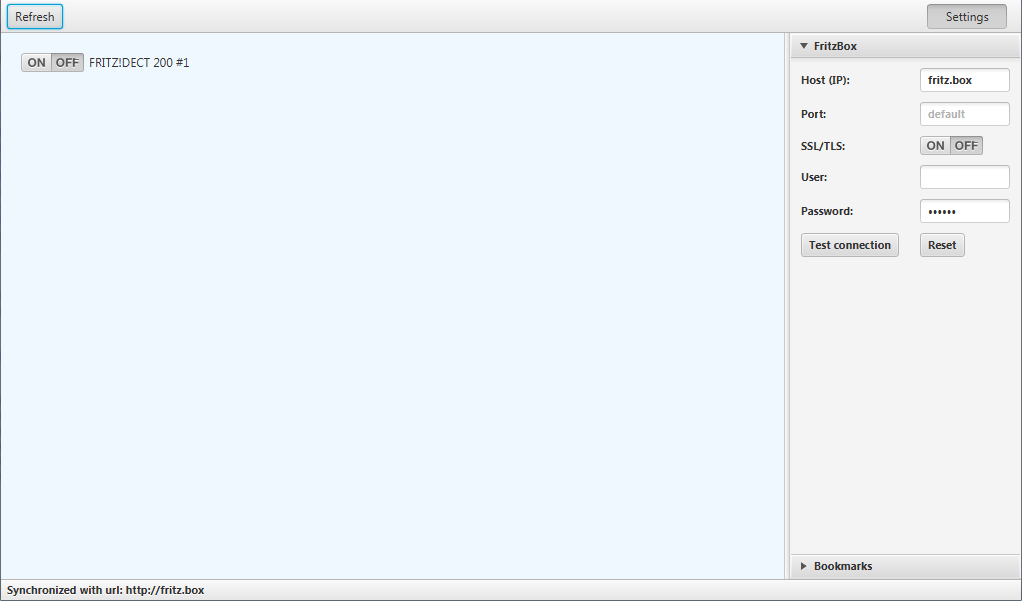 Refresh
Settings
ON OFF FRITZ!DECT 200 #1
FritzBox
Host (IP): fritz.box
Port: default
SSL/TLS: ON OFF
User:
Password: ••••••
Test connection Reset
Bookmarks
Synchronized with url: http://fritz.box